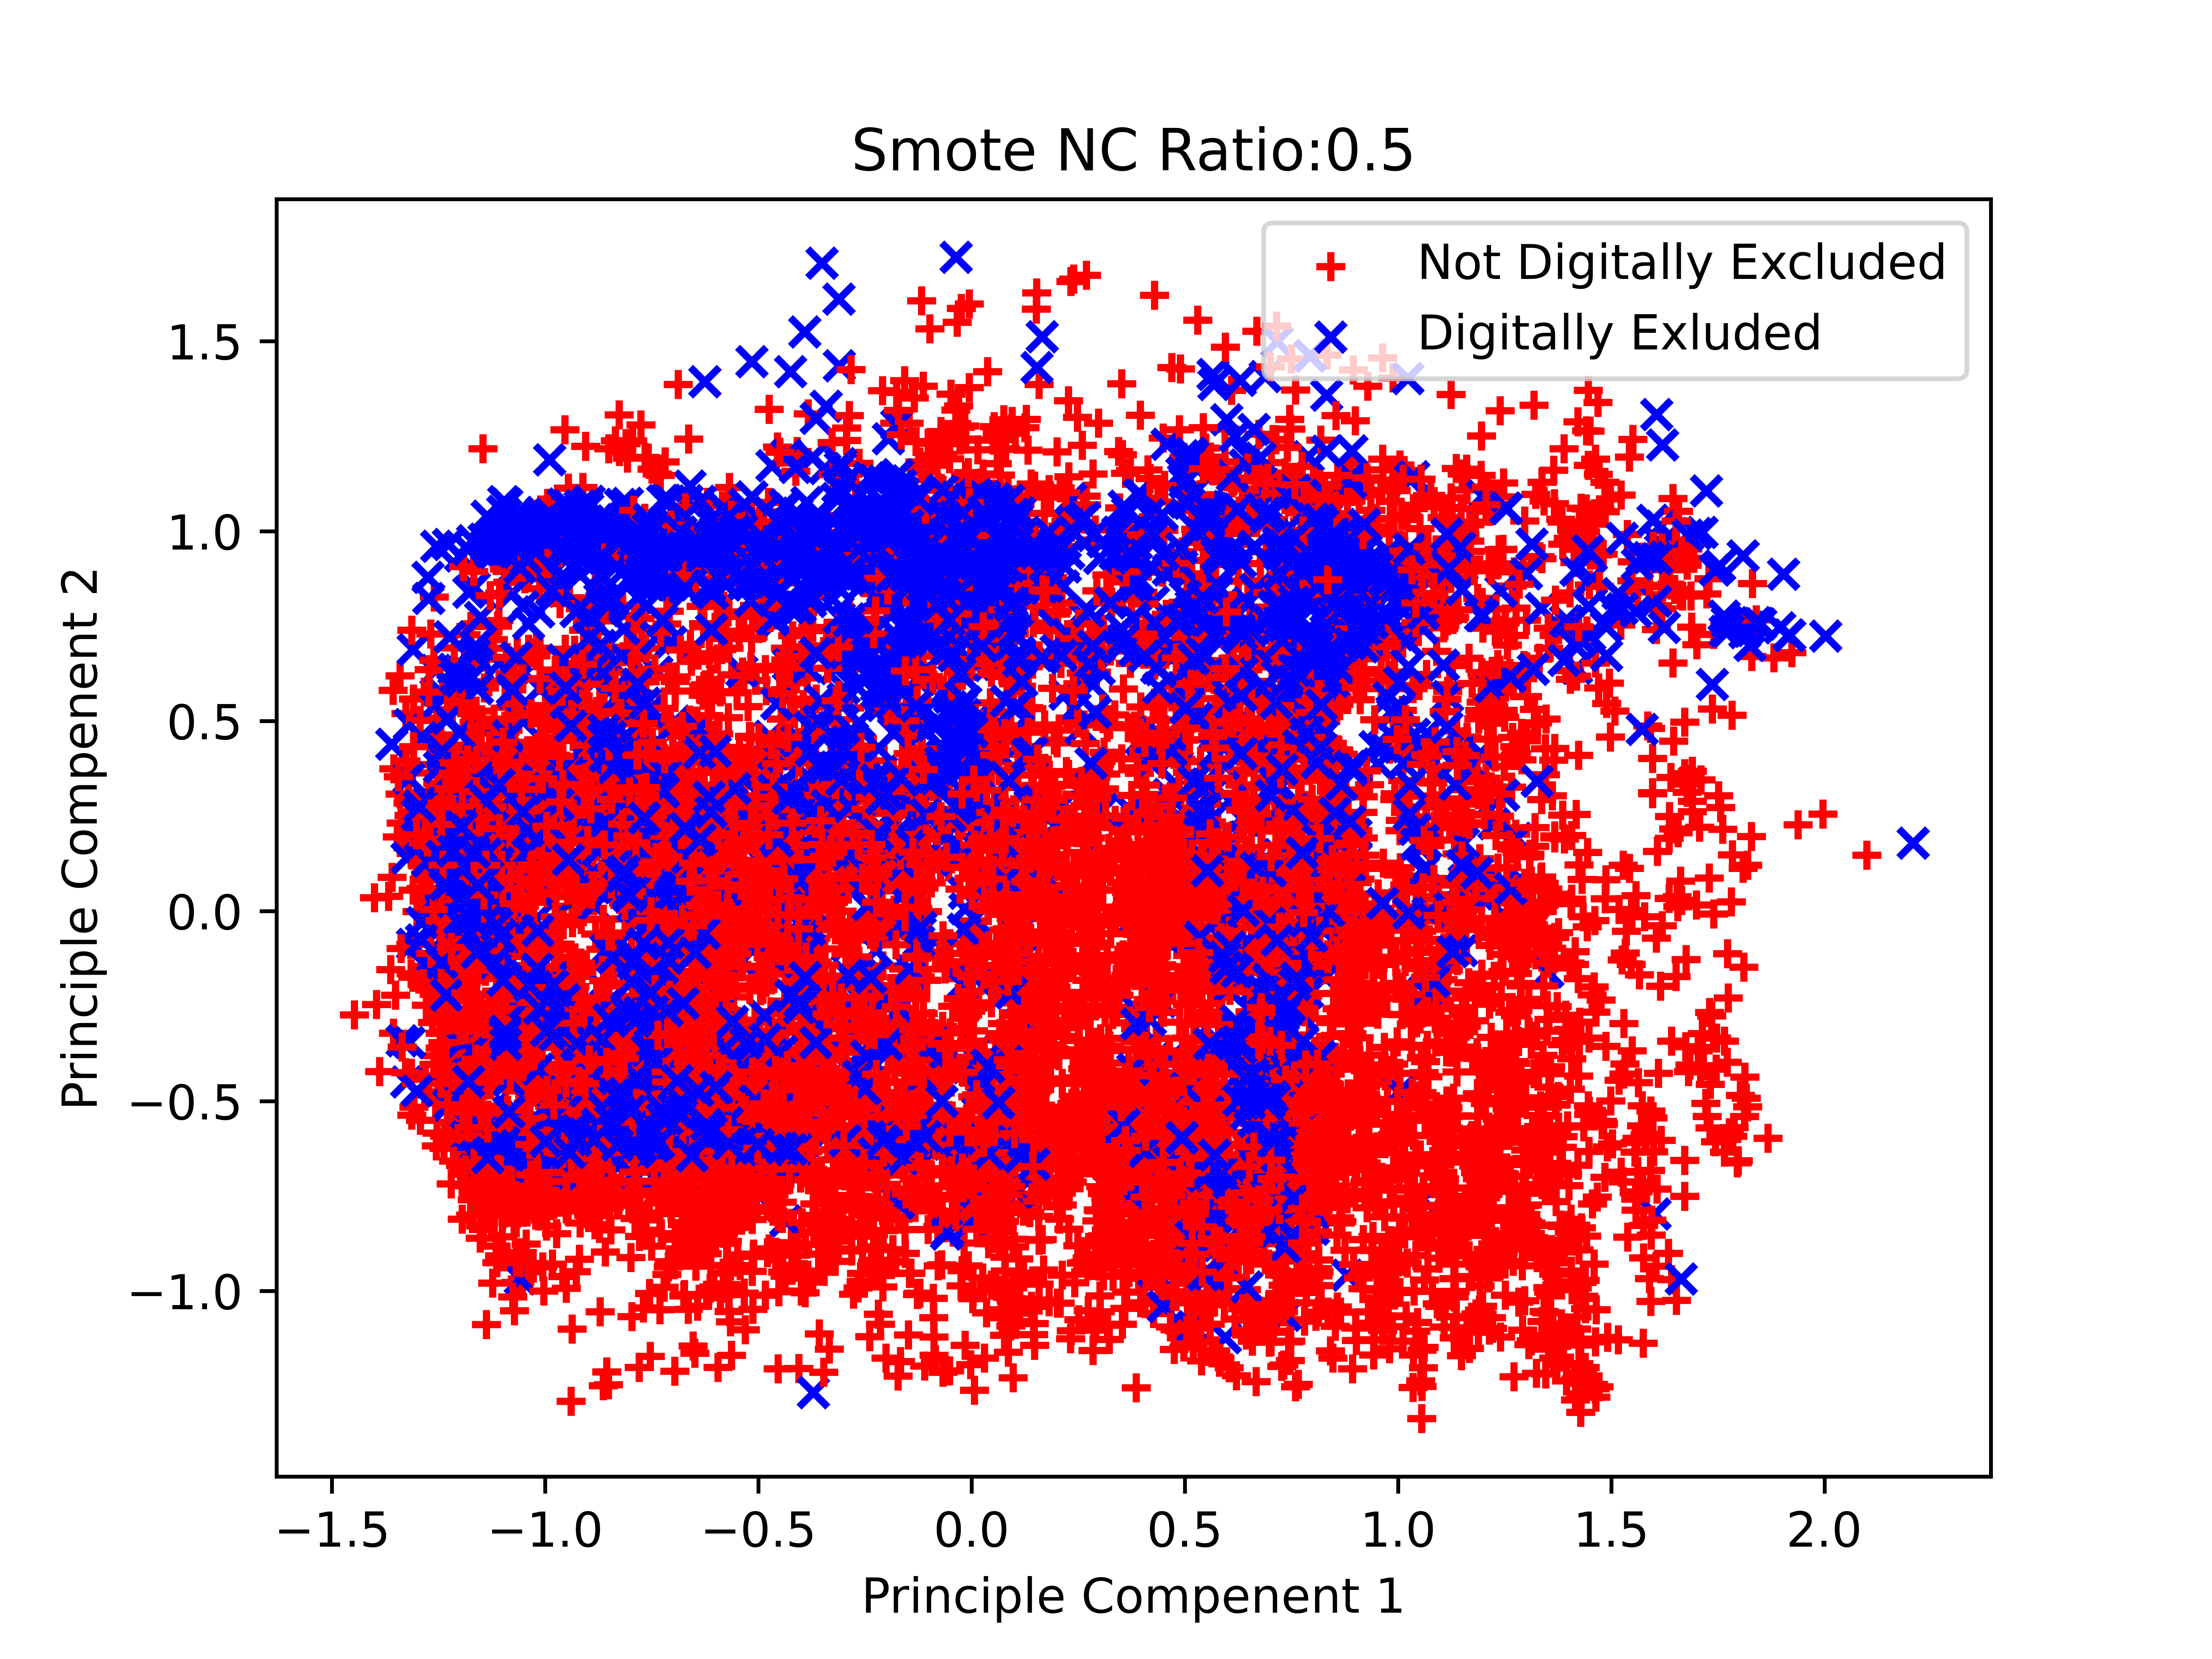 Smote NC Ratio:0.5
Not Digitally Excluded
Digitally Exluded
1.5
1.0
0.5
0.0
−0.5
−1.0
Principle Compenent 2
−1.5 −1.0 −0.5 0.0 0.5 1.0 1.5 2.0
Principle Compenent 1